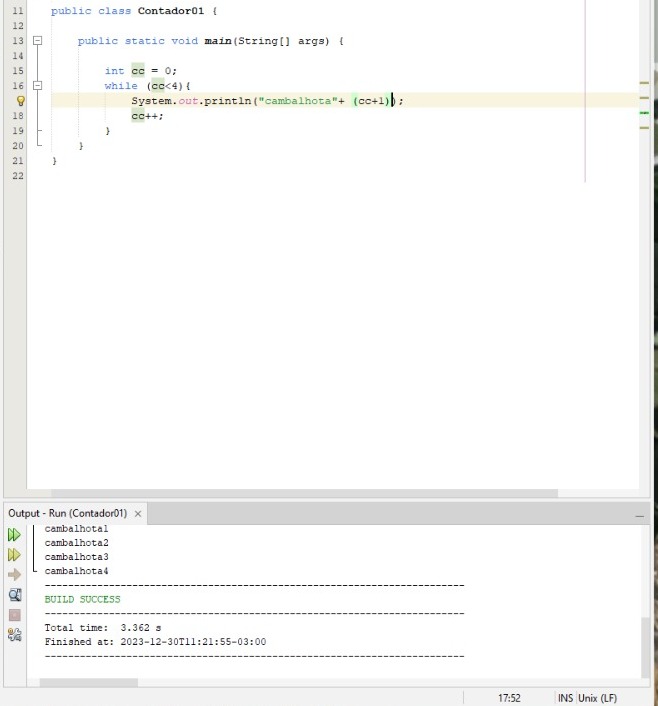 11 public class Contador01 {
12
13 public static void main(String[] args) {
14
15 int cc = 0;
16 while (cc<4){
System.out.println("cambalhota"+ (cc+1));
18 cc++;
19 }
20 }
21 }
22
Output - Run (Contador01) ×
cambalhota1
cambalhota2
cambalhota3
cambalhota4
------------------------------------------------------------------------
BUILD SUCCESS
------------------------------------------------------------------------
Total time: 3.362 s
Finished at: 2023-12-30T11:21:55-03:00
------------------------------------------------------------------------
17:52 INS Unix (LF)